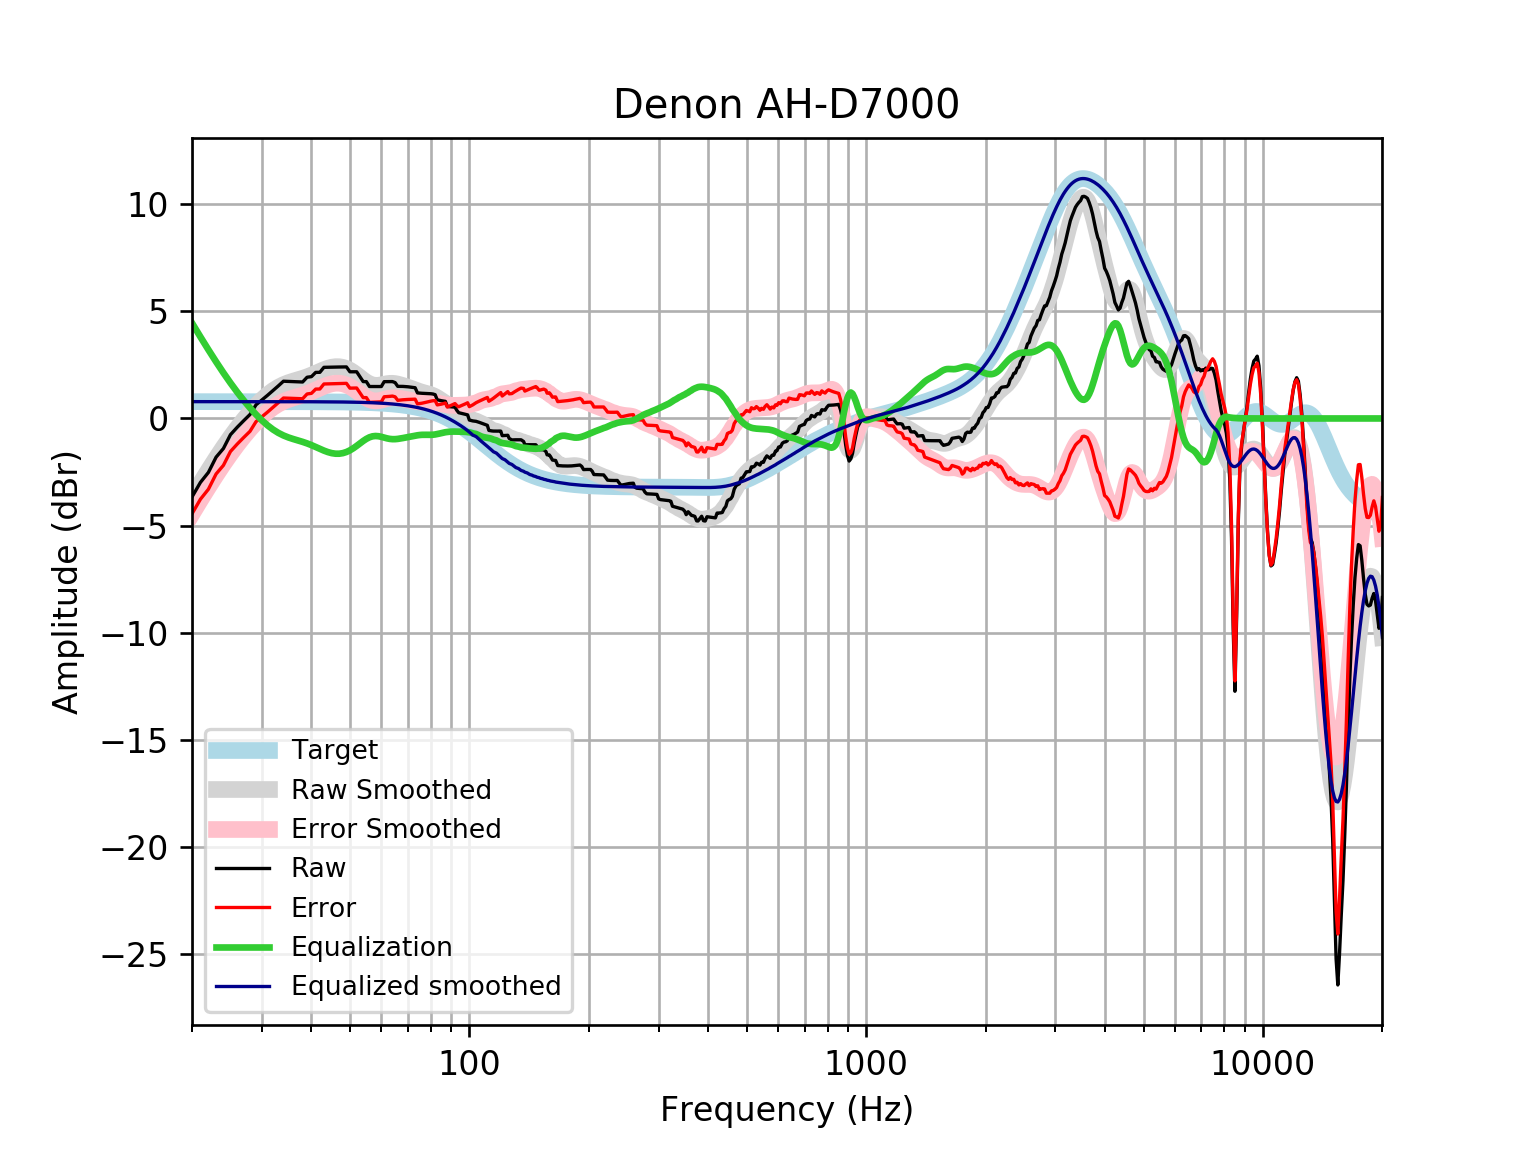 Denon AH-D7000
Amplitude (dBr)
10
5
0
−5
−10
−15
−20
−25
Target
Raw Smoothed
Error Smoothed
Raw
Error
Equalization
Equalized smoothed
100
1000
10000
Frequency (Hz)